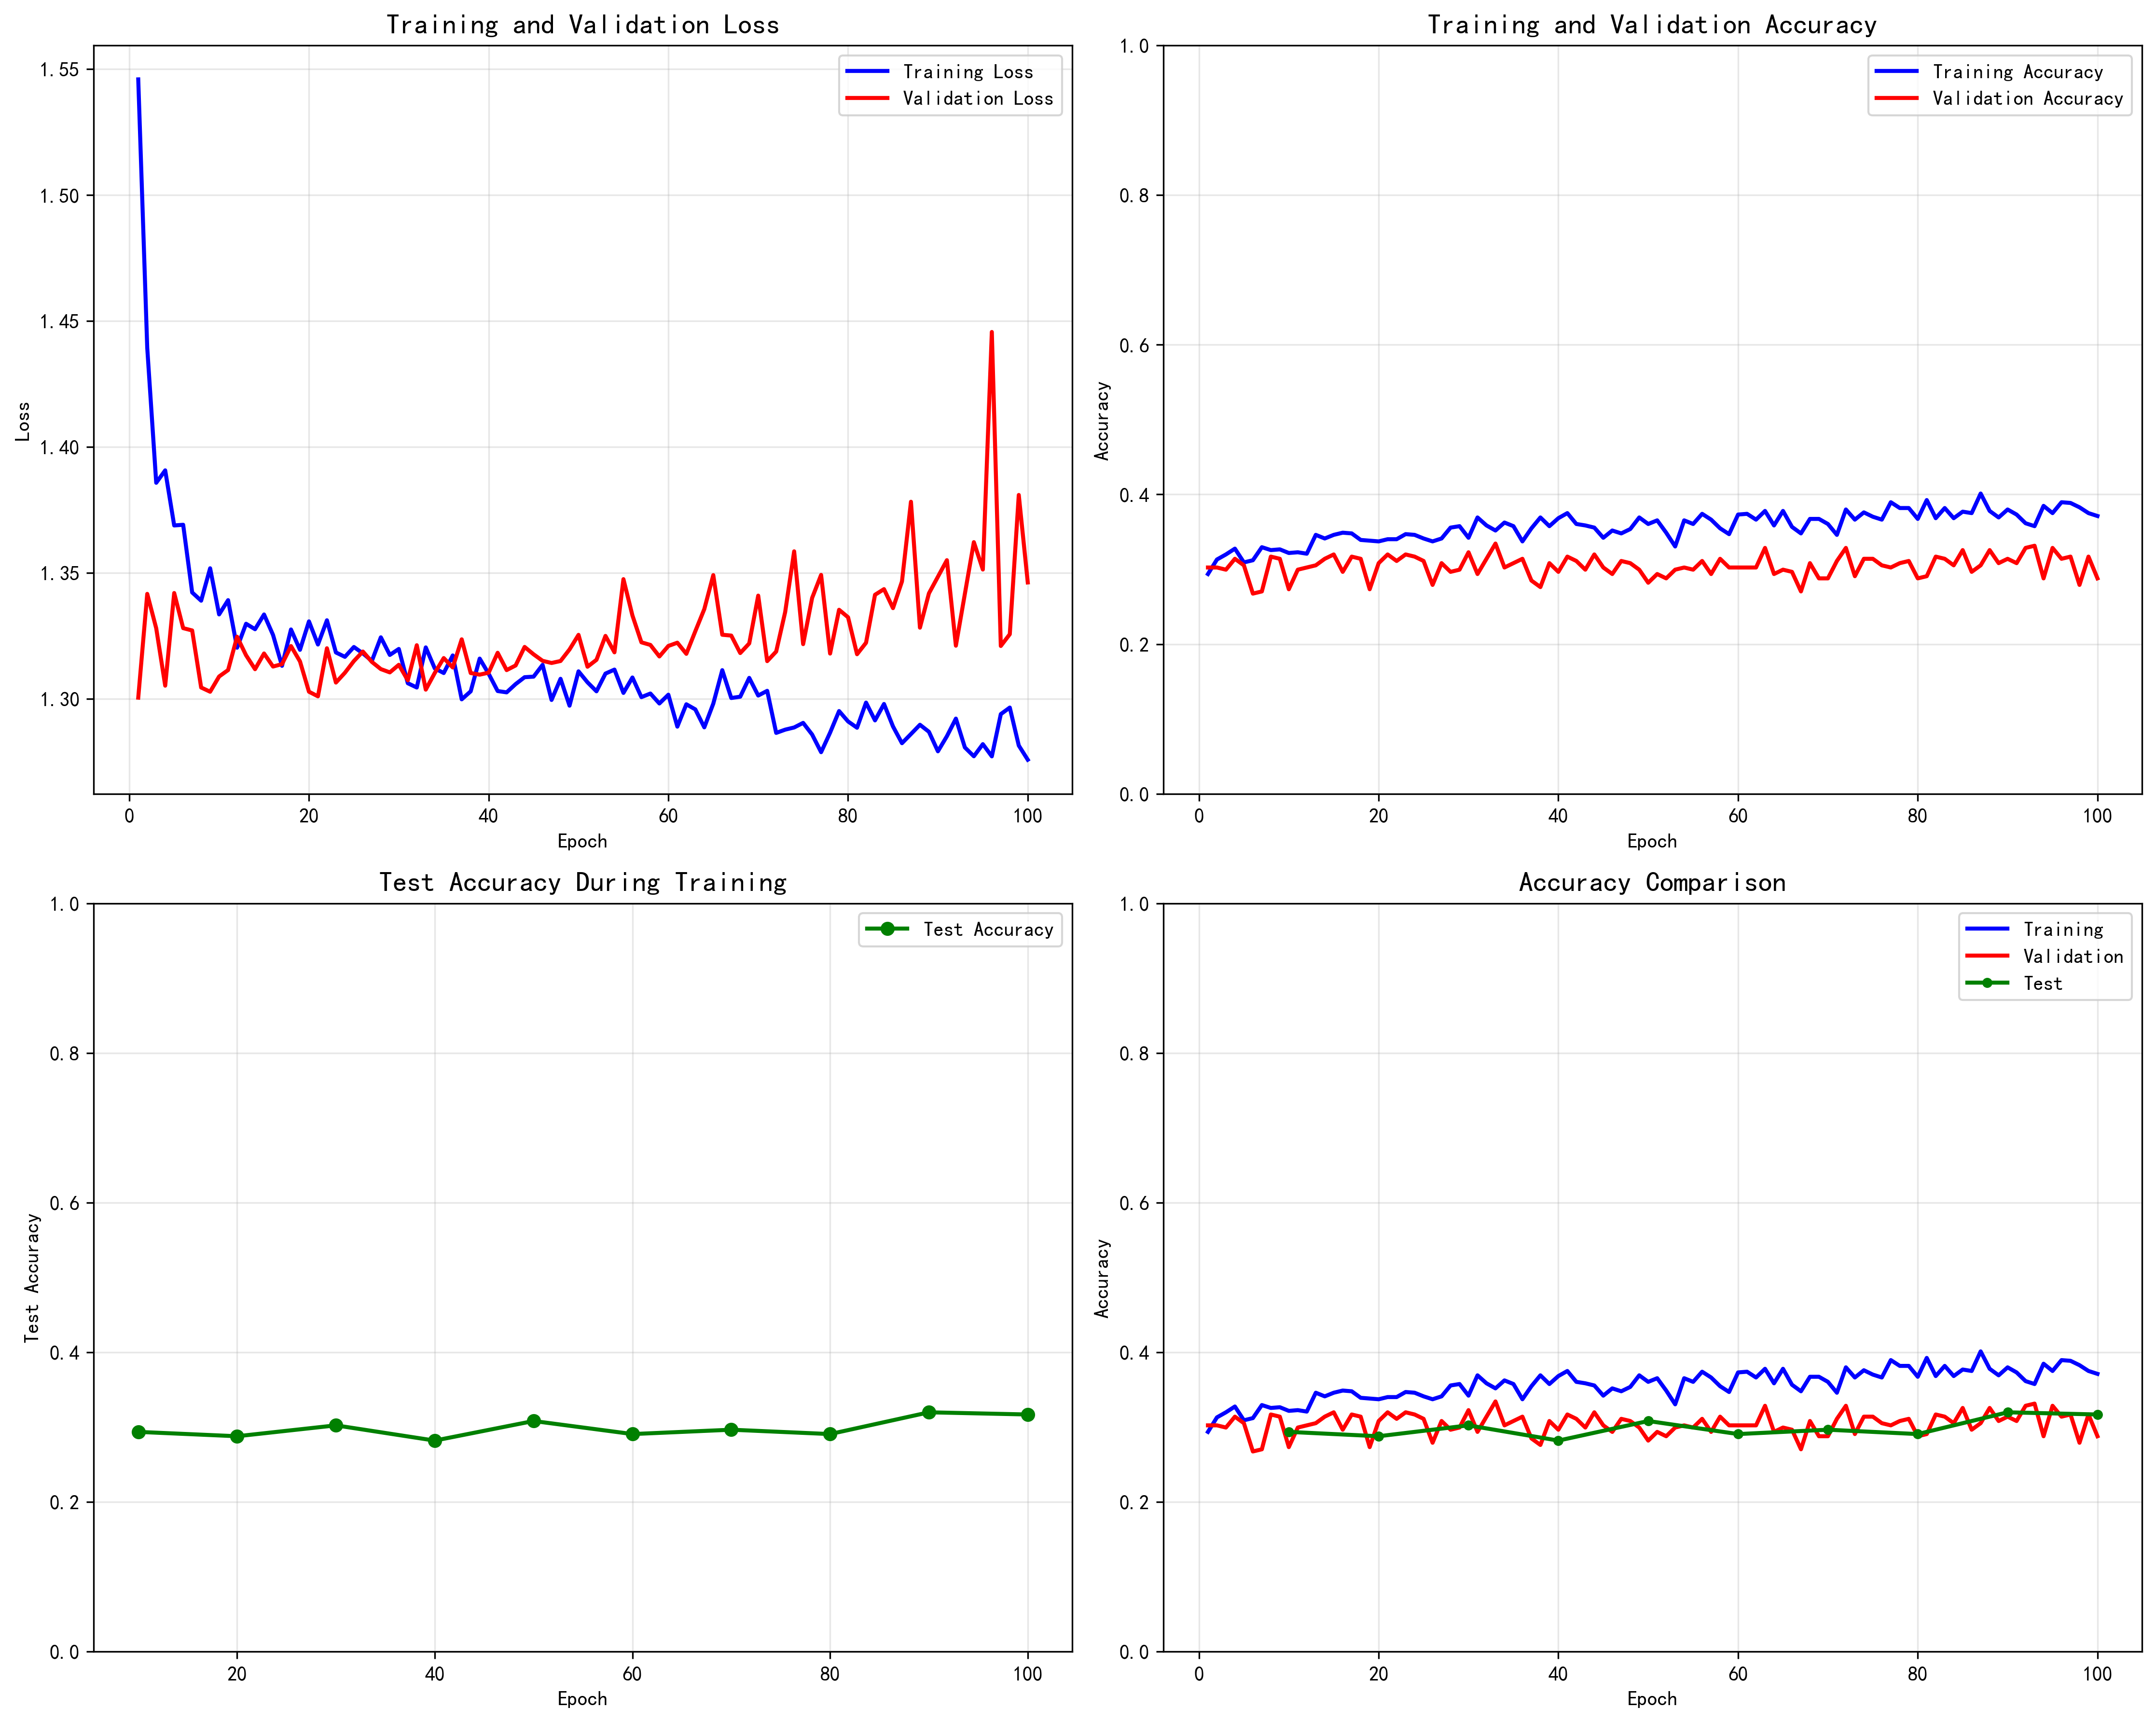 Training and Validation Loss
Training Loss
Validation Loss
1.55
1.50
1.45
1.40
1.35
1.30
Loss
0 20 40 60 80 100
Epoch
Training and Validation Accuracy
Training Accuracy
Validation Accuracy
1.0
0.8
0.6
0.4
0.2
0.0
Accuracy
0 20 40 60 80 100
Epoch
Test Accuracy During Training
Test Accuracy
1.0
0.8
0.6
0.4
0.2
0.0
Test Accuracy
20 40 60 80 100
Epoch
Accuracy Comparison
Training
Validation
Test
1.0
0.8
0.6
0.4
0.2
0.0
Accuracy
0 20 40 60 80 100
Epoch